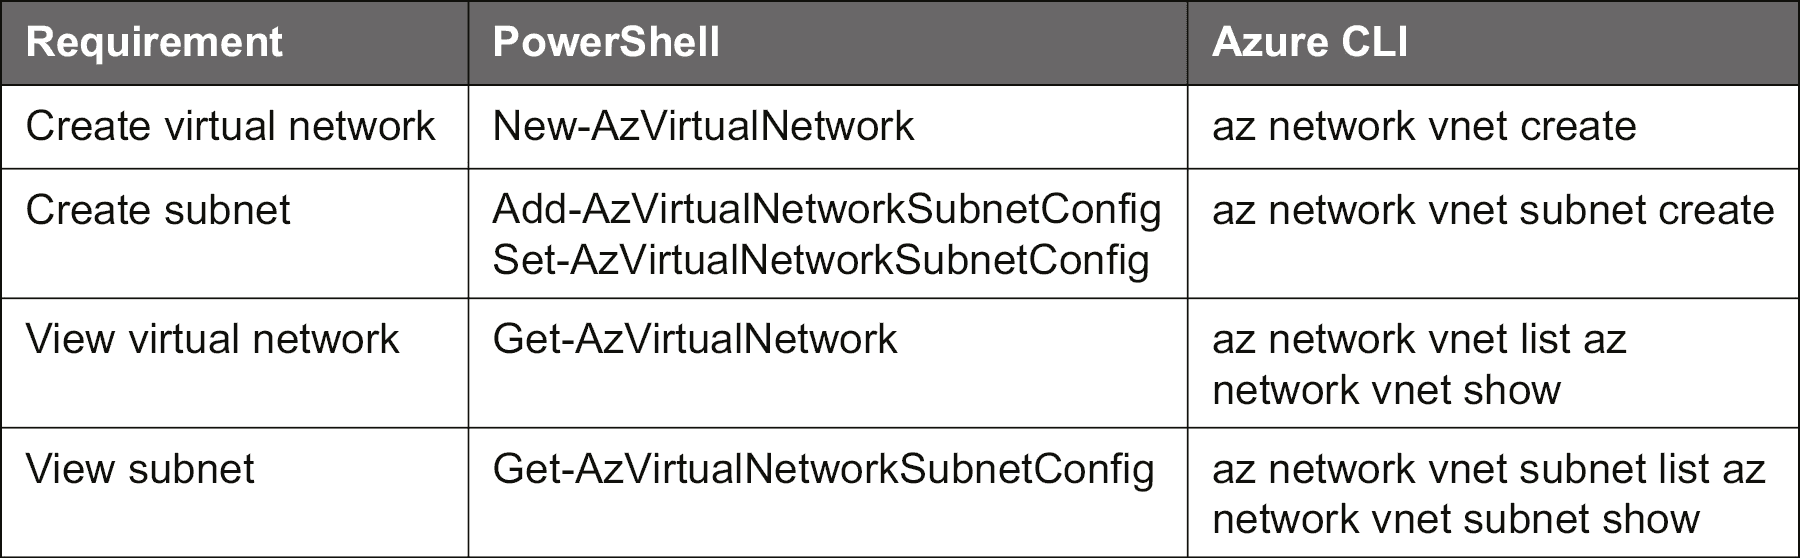 Requirement
PowerShell
Azure CLI
Create virtual network
New-AzVirtualNetwork
az network vnet create
Create subnet
Add-AzVirtualNetworkSubnetConfig
Set-AzVirtualNetworkSubnetConfig
az network vnet subnet create
View virtual network
Get-AzVirtualNetwork
az network vnet list az
network vnet show
View subnet
Get-AzVirtualNetworkSubnetConfig
az network vnet subnet list az
network vnet subnet show